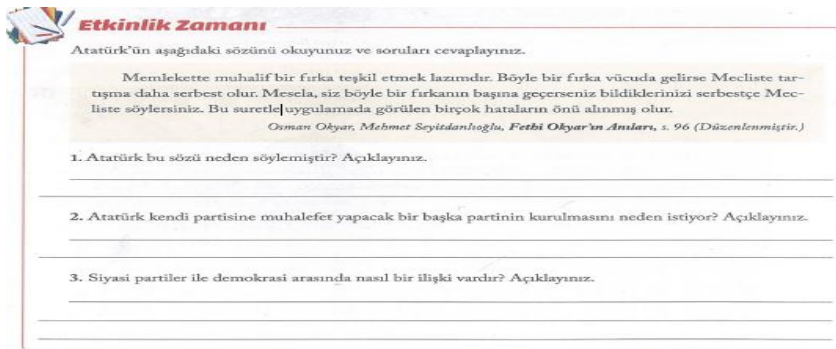 Etkinlik Zamanı
Atatürk'ün aşağıdaki sözünü okuyunuz ve soruları cevaplayınız.
Memlekette muhalif bir fırka teşkil etmek lazımdır. Böyle bir fırka vücuda gelirse Mecliste tar-
tışma daha serbest olur. Mesela, siz böyle bir fırkanın başına geçerseniz bildiklerinizi serbestçe Mec-
liste söylersiniz. Bu suretle uygulamada görülen birçok hataların önü alınmış olur.
Osman Okyar, Mehmet Seyitdanlıoğlu, Fethi Okyar'ın Anıları, s. 96 (Düzenlenmiştir.)
1. Atatürk bu sözü neden söylemiştir? Açıklayınız.
2. Atatürk kendi partisine muhalefet yapacak bir başka partinin kurulmasını neden istiyor? Açıklayınız.
3. Siyasi partiler ile demokrasi arasında nasıl bir ilişki vardır? Açıklayınız.